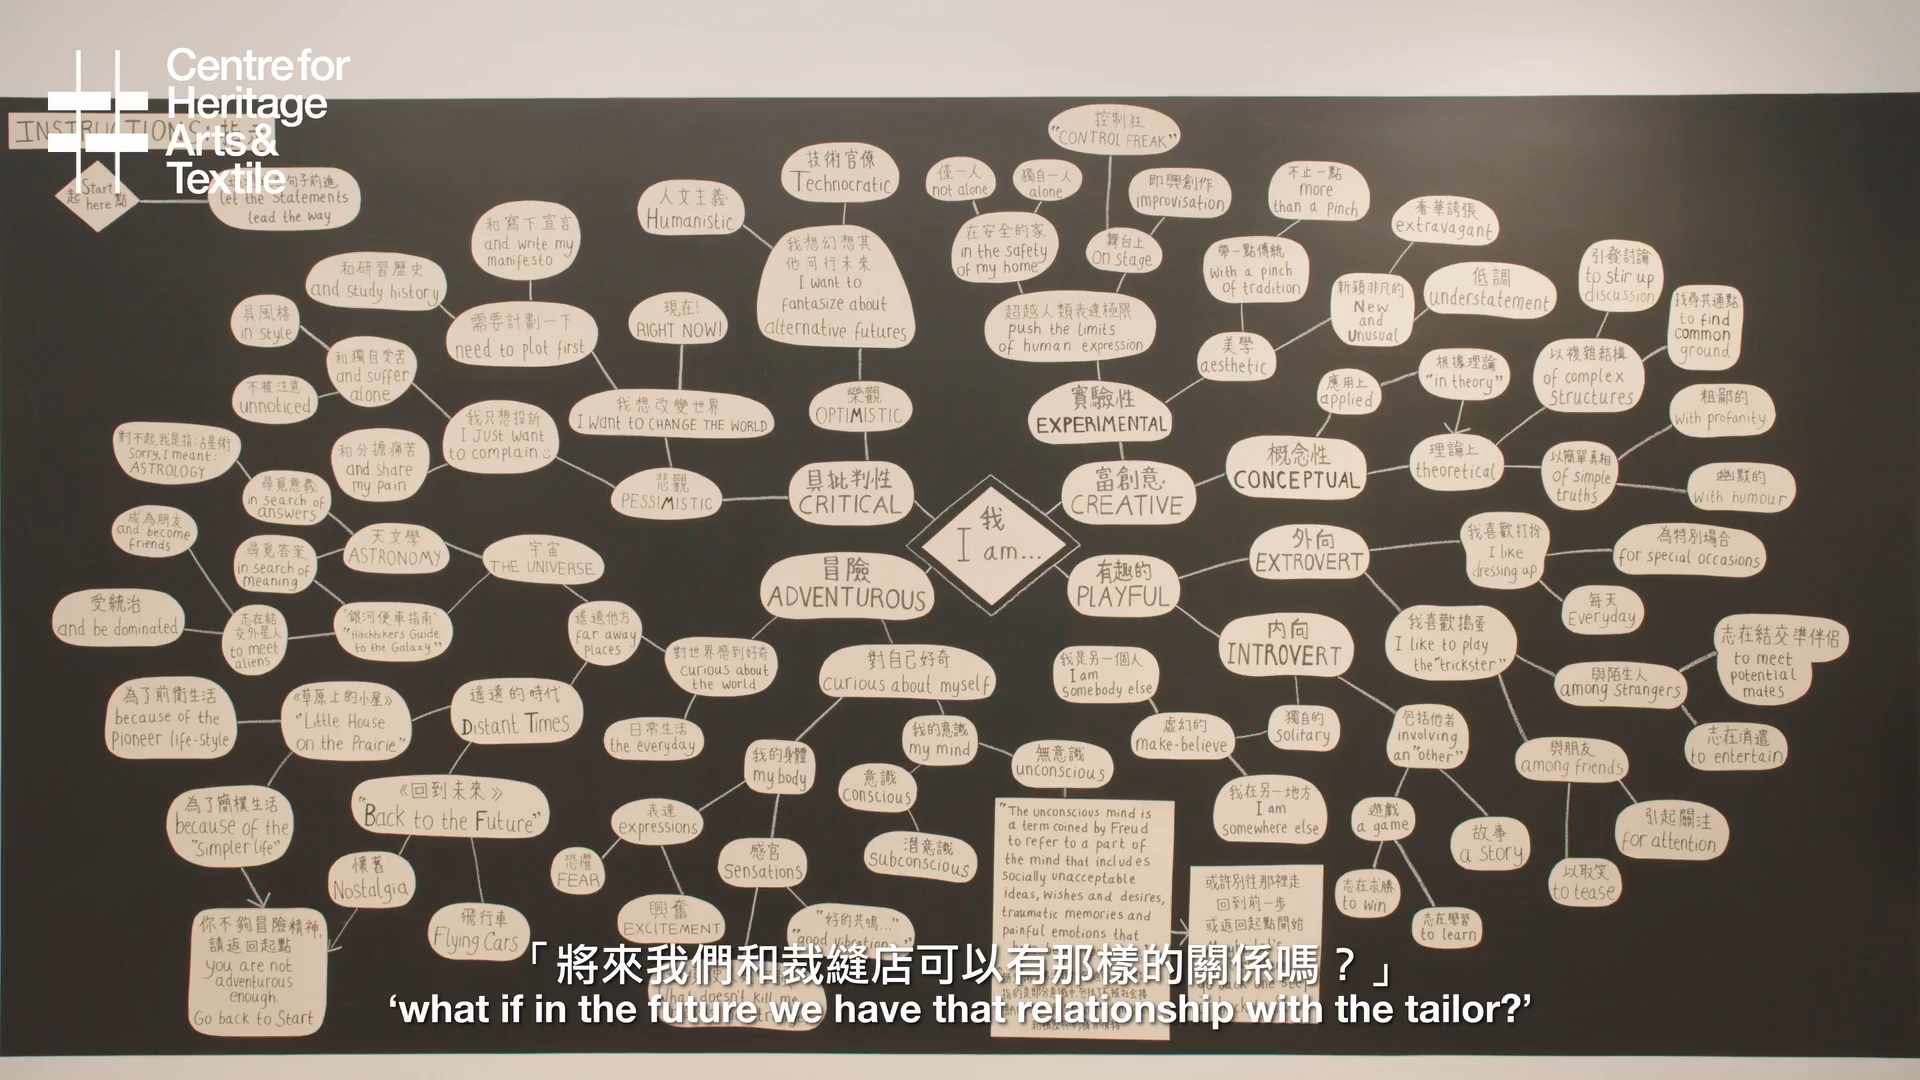 Centre for
Heritage
Arts &
Textile
INSTRUCTIONS
Start
here
起 點
句子前進
let the statements
lead the way
控制狂
"CONTROL FREAK"
技術官僚
Technocratic
人文主義
Humanistic
我想幻想其
他可行未來
I want to
fantasize about
alternative futures
樂觀
OPTIMISTIC
具批判性
CRITICAL
和寫下宣言
and write my
manifesto
和研習歷史
and study history
需要計劃一下
need to plot first
現在!
RIGHT NOW!
我想改變世界
I want to CHANGE THE WORLD
悲觀
PESSIMISTIC
具風格
in style
不被注意
unnoticed
和獨自受苦
and suffer
alone
我只想投訴
I just want
to complain
和分擔痛苦
and share
my pain
僅一人
not alone
獨自一人
alone
在安全的家
in the safety
of my home
即興創作
improvisation
舞台上
on stage
超越人類表達極限
push the limits
of human expression
實驗性
EXPERIMENTAL
富創意
CREATIVE
不止一點
more
than a pinch
帶一點傳統
with a pinch
of tradition
奢華誇張
extravagant
低調
understatement
新穎非凡的
New
and
Unusual
美學
aesthetic
概念性
CONCEPTUAL
應用上
applied
根據理論
"in theory"
理論上
theoretical
引發討論
to stir up
discussion
找尋共通點
to find
common
ground
以複雜結構
of complex
structures
以簡單真相
of simple
truths
粗鄙的
with profanity
幽默的
with humour
我
I am...
對不起,我是指:占星術
Sorry, I meant:
ASTROLOGY
尋覓意義
in search of
answers
尋覓答案
in search of
meaning
天文學
ASTRONOMY
宇宙
THE UNIVERSE
成為朋友
and become
friends
受統治
and be dominated
志在結
交外星人
to meet
aliens
"銀河便車指南"
"Hitchhikers Guide
to the Galaxy"
冒險
ADVENTUROUS
遙遠他方
far away
places
對世界感到好奇
curious about
the world
日常生活
the everyday
遙遠的時代
Distant Times
《草原上的小屋》
"Little House
on the Prairie"
為了前衛生活
because of the
pioneer life-style
為了簡樸生活
because of the
"simpler life"
《回到未來》
"Back to the Future"
懷舊
Nostalgia
飛行車
Flying Cars
你不夠冒險精神,
請返回起點
you are not
adventurous
enough.
Go back to Start
對自己好奇
curious about myself
我的身體
my body
表達
expressions
恐懼
FEAR
興奮
EXCITEMENT
感官
Sensations
"好的共鳴..."
"good vibrations
What doesn't kill me
我的意識
my mind
意識
conscious
潛意識
subconscious
無意識
unconscious
"The unconscious mind is
a term coined by Freud
to refer to a part of
the mind that includes
socially unacceptable
ideas, wishes and desires,
traumatic memories and
painful emotions that
或許別往那裡走
回到前一步
或返回起點開始
有趣的
PLAYFUL
外向
EXTROVERT
我喜歡打扮
I like
dressing up
為特別場合
for special occasions
每天
Everyday
我喜歡搗蛋
I like to play
the "trickster"
與陌生人
among strangers
志在結交準伴侶
to meet
potential
mates
志在消遣
to entertain
與朋友
among friends
引起關注
for attention
以取笑
to tease
內向
INTROVERT
獨自的
solitary
虛幻的
make-believe
我是另一個人
I am
somebody else
我在另一地方
I am
somewhere else
包括他者
involving
an "other"
遊戲
a game
故事
a story
志在求勝
to win
志在學習
to learn
「將來我們和裁縫店可以有那樣的關係嗎？」
'what if in the future we have that relationship with the tailor?'